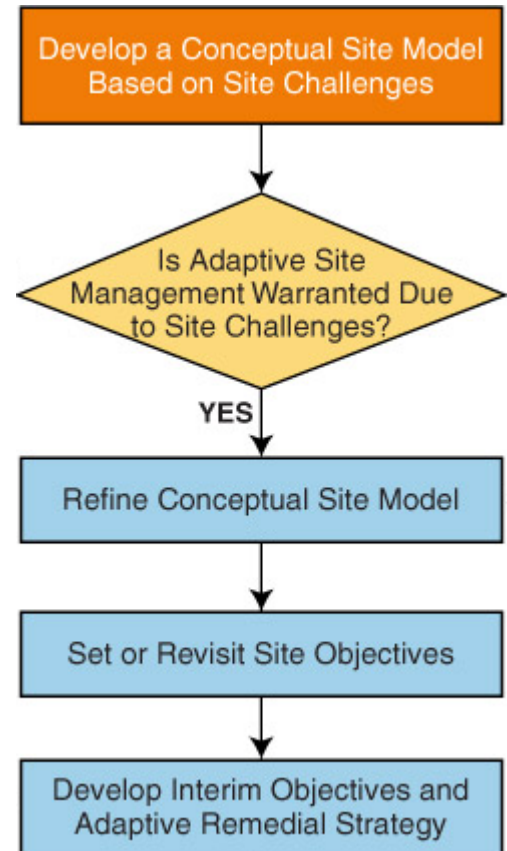 Develop a Conceptual Site Model
Based on Site Challenges
Is Adaptive Site
Management Warranted Due
to Site Challenges?
YES
Refine Conceptual Site Model
Set or Revisit Site Objectives
Develop Interim Objectives and
Adaptive Remedial Strategy